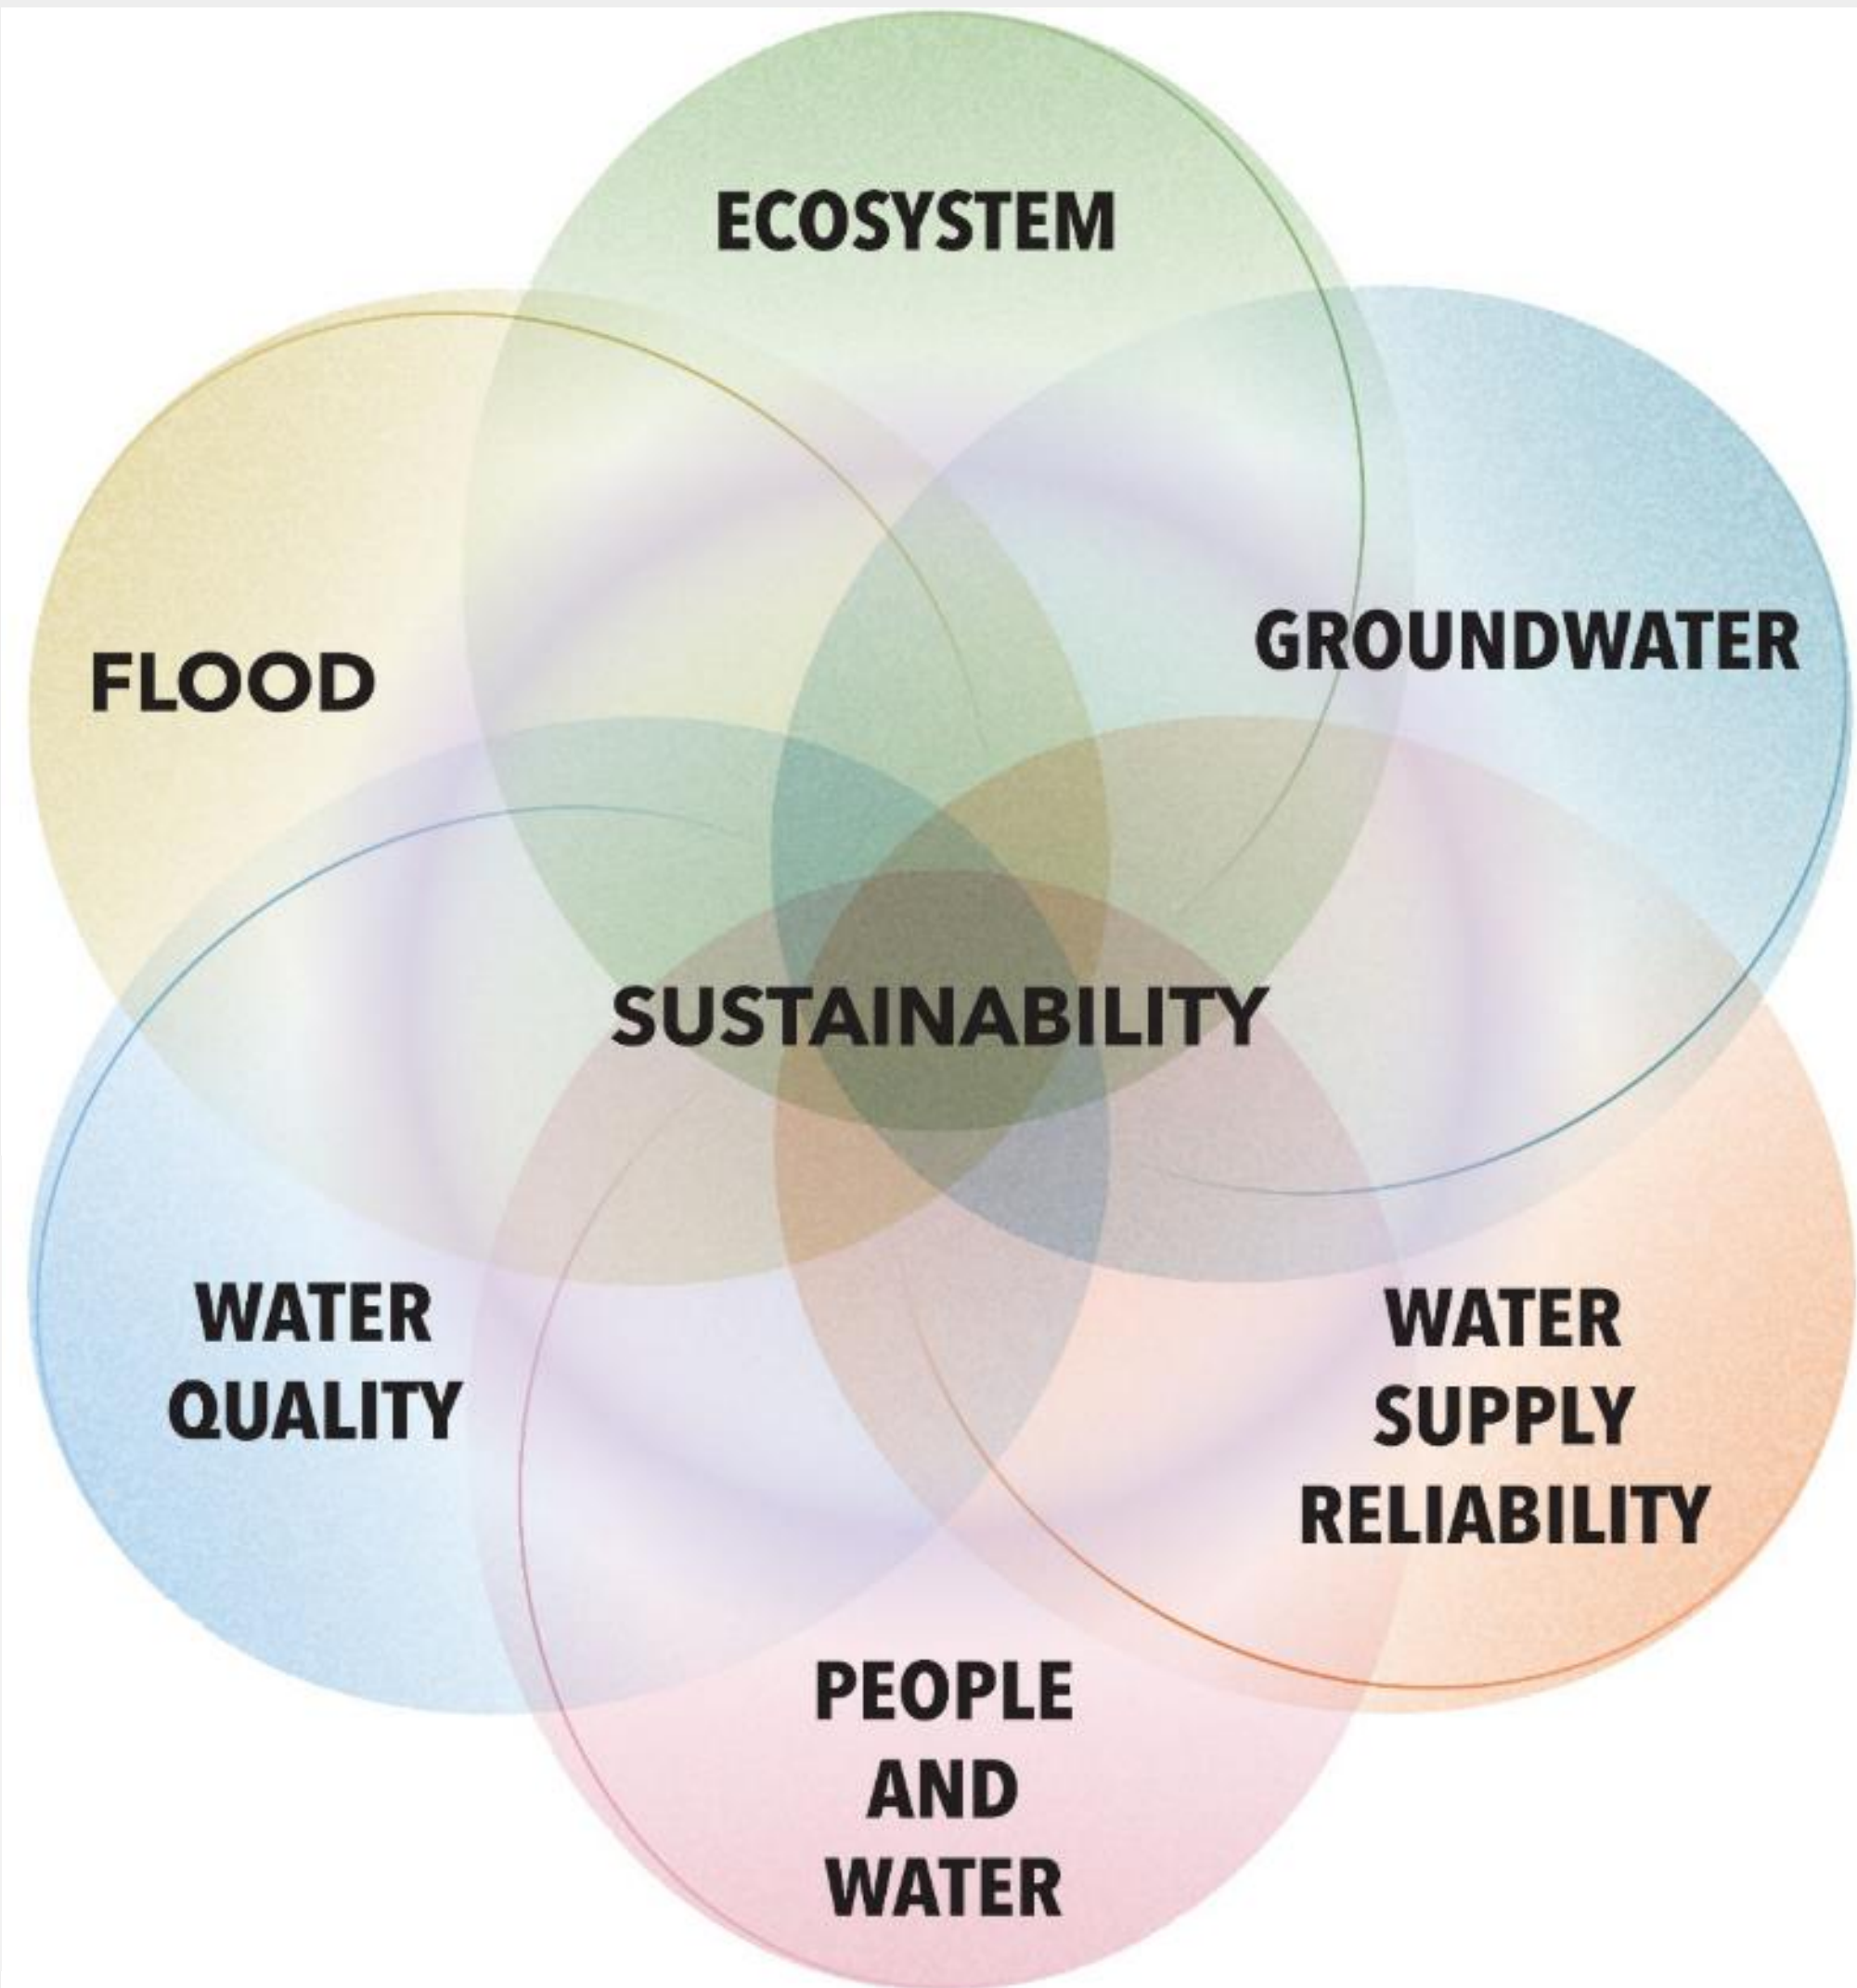 ECOSYSTEM
GROUNDWATER
FLOOD
SUSTAINABILITY
WATER
QUALITY
WATER
SUPPLY
RELIABILITY
PEOPLE
AND
WATER